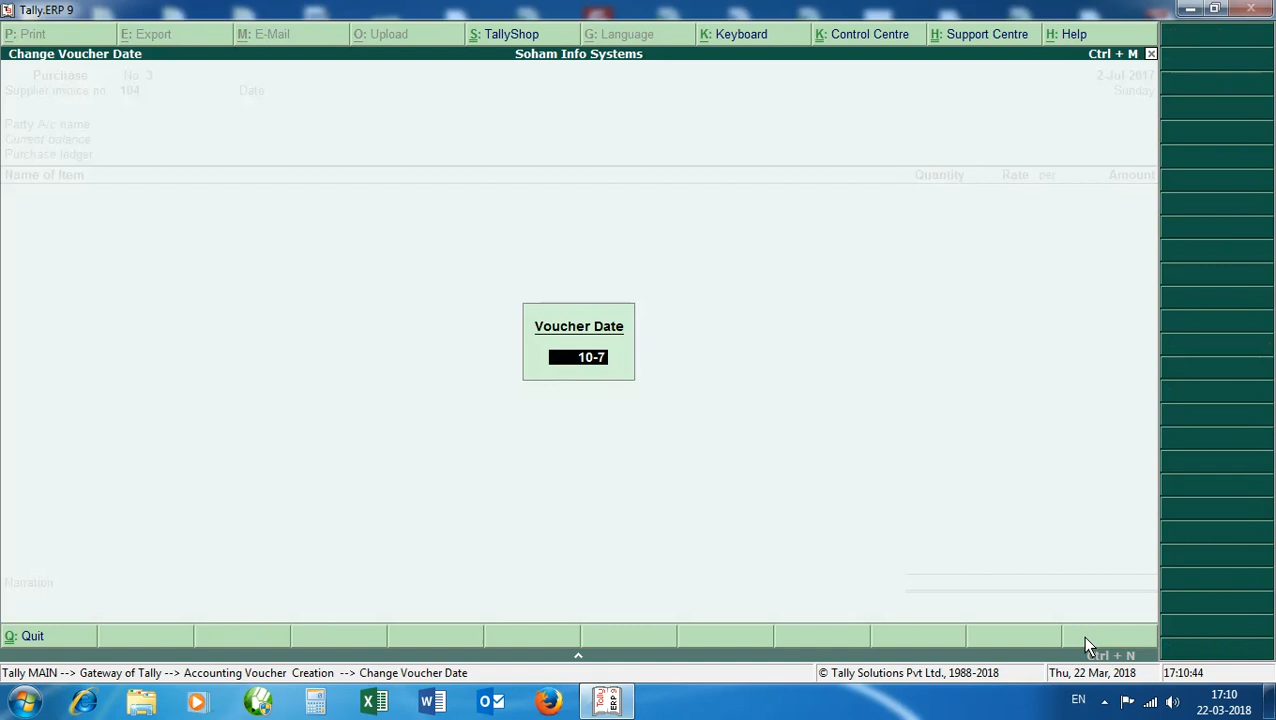 Tally.ERP 9
P: Print E: Export M: E-Mail O: Upload S: TallyShop G: Language K: Keyboard K: Control Centre H: Support Centre H: Help
Change Voucher Date Soham Info Systems Ctrl + M
Purchase No. 3 2 Jul 2017
Supplier invoice no. 104 Date Sunday
Party A/c name
Current balance
Purchase ledger
Name of Item Quantity Rate per Amount
Voucher Date
10-7
Narration
Q: Quit
Ctrl + N
Tally MAIN --> Gateway of Tally --> Accounting Voucher Creation --> Change Voucher Date © Tally Solutions Pvt Ltd., 1988-2018 Thu, 22 Mar, 2018 17:10:44
Tally ERP 9 EN 17:10
22-03-2018